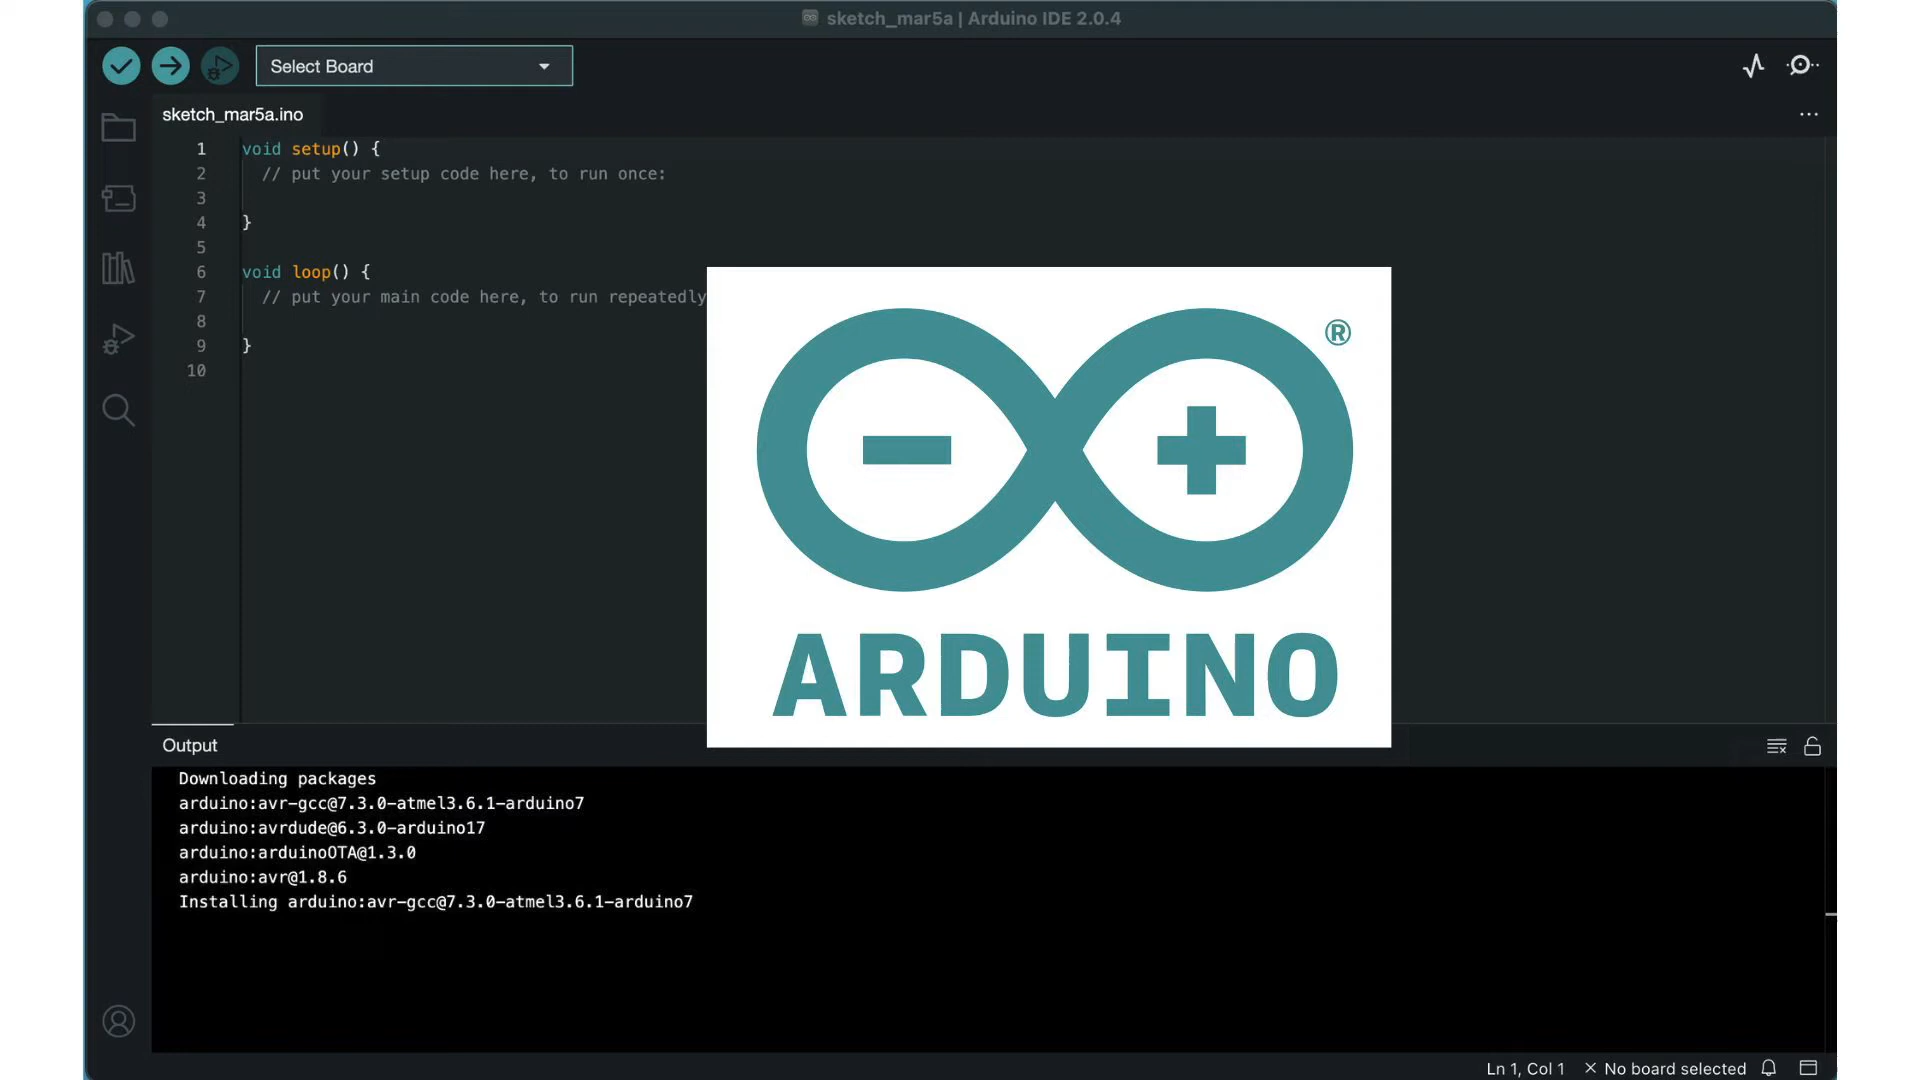 sketch_mar5a | Arduino IDE 2.0.4
Select Board
sketch_mar5a.ino
1 void setup() {
2 // put your setup code here, to run once:
3
4 }
5
6 void loop() {
7 // put your main code here, to run repeatedly
8
9 }
10
®
ARDUINO
Output
Downloading packages
arduino:avr-gcc@7.3.0-atmel3.6.1-arduino7
arduino:avrdude@6.3.0-arduino17
arduino:arduinoOTA@1.3.0
arduino:avr@1.8.6
Installing arduino:avr-gcc@7.3.0-atmel3.6.1-arduino7
Ln 1, Col 1 × No board selected